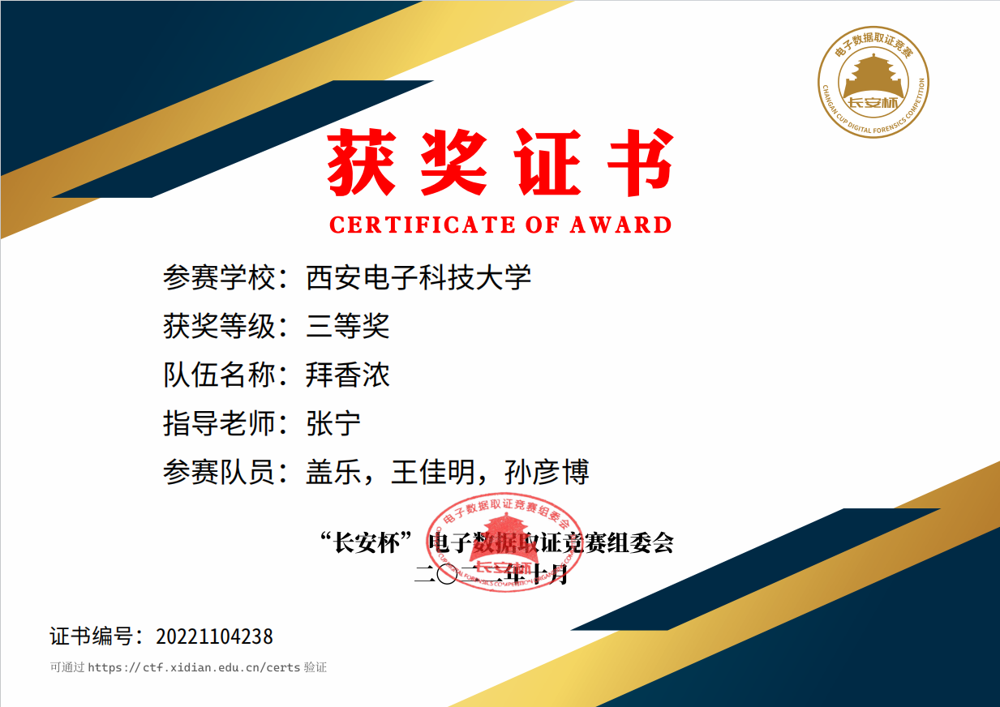 电子数据取证竞赛
长安杯
CHANGAN CUP DIGITAL FORENSICS COMPETITION
获奖证书
CERTIFICATE OF AWARD
参赛学校：西安电子科技大学
获奖等级：三等奖
队伍名称：拜香浓
指导老师：张宁
参赛队员：盖乐，王佳明，孙彦博
电子数据取证竞赛组委会
“长安杯”电子数据取证竞赛组委会
长安杯
二〇二二年十月
证书编号：20221104238
可通过 https://ctf.xidian.edu.cn/certs 验证